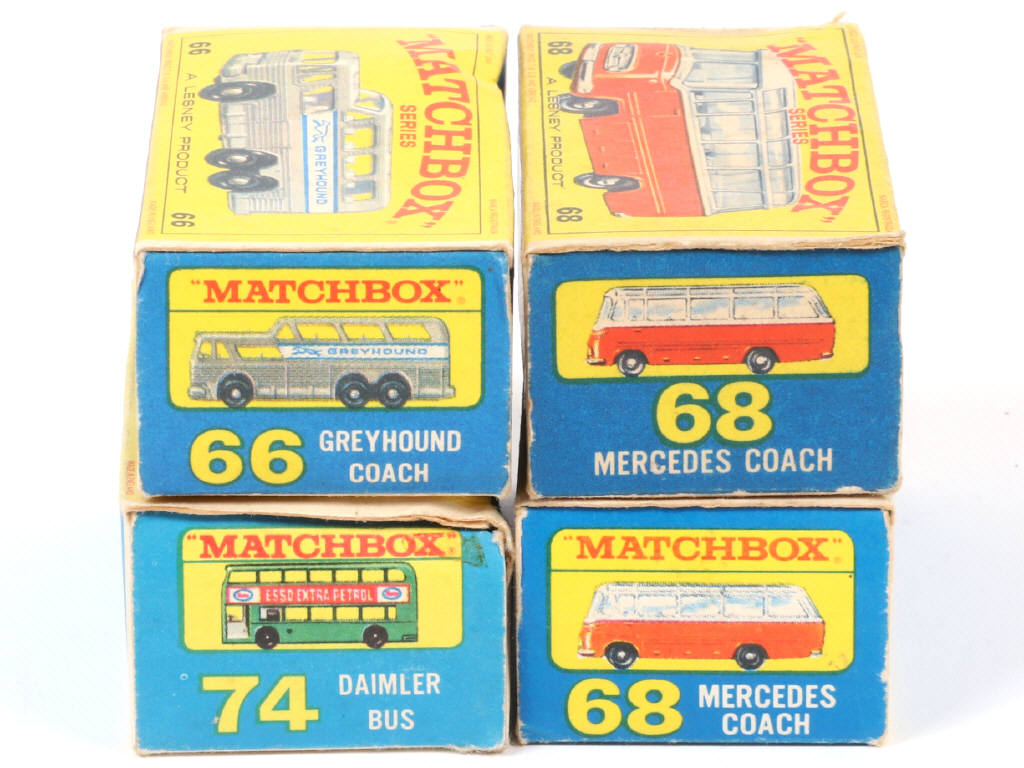 "MATCHBOX"
SERIES
A LESNEY PRODUCT
66
66
GREYHOUND
"MATCHBOX"
SERIES
A LESNEY PRODUCT
68
68
"MATCHBOX"®
GREYHOUND
66 GREYHOUND
COACH
68
MERCEDES COACH
"MATCHBOX"®
ESSO EXTRA PETROL
74 DAIMLER
BUS
"MATCHBOX"
68 MERCEDES
COACH